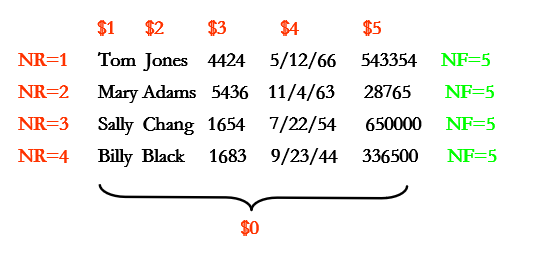 $1 $2 $3 $4 $5
NR=1 Tom Jones 4424 5/12/66 543354 NF=5
NR=2 Mary Adams 5436 11/4/63 28765 NF=5
NR=3 Sally Chang 1654 7/22/54 650000 NF=5
NR=4 Billy Black 1683 9/23/44 336500 NF=5
$0